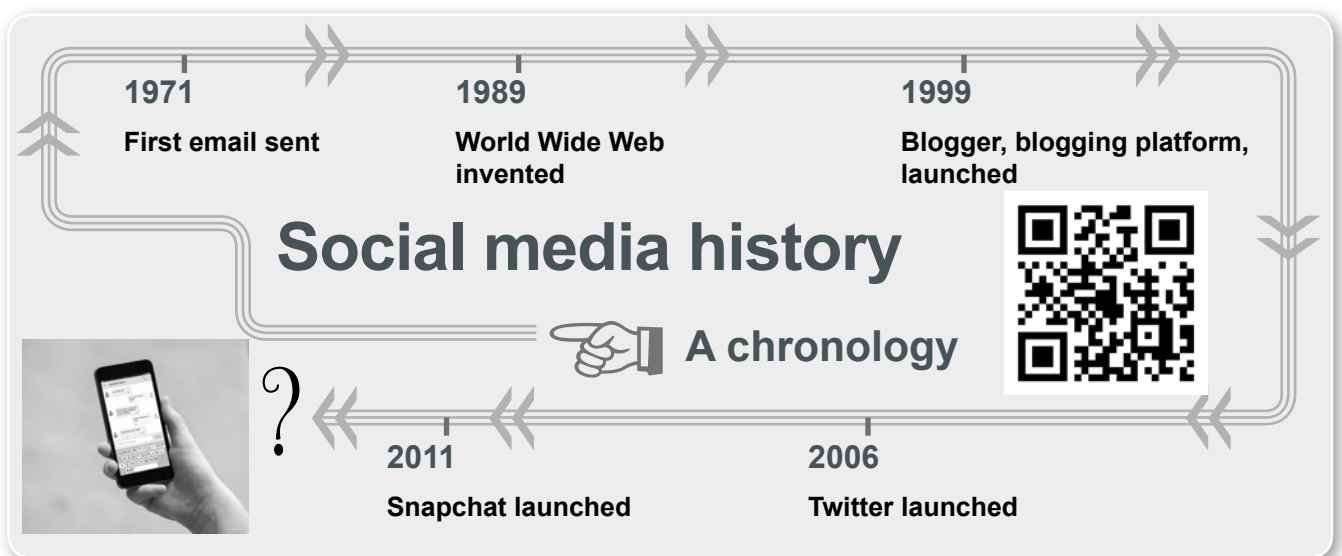 1971
First email sent
1989
World Wide Web
invented
1999
Blogger, blogging platform,
launched
Social media history
A chronology
?
2011
Snapchat launched
2006
Twitter launched